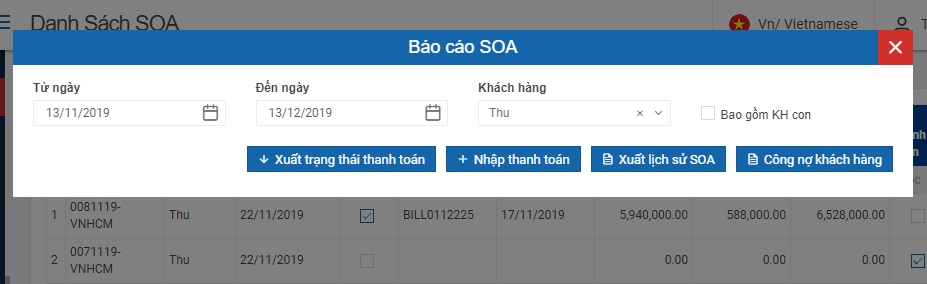 Danh Sách SOA
Vn/ Vietnamese
Báo cáo SOA
Từ ngày
Đến ngày
Khách hàng
13/11/2019
13/12/2019
Thu
Bao gồm KH con
Xuất trạng thái thanh toán
Nhập thanh toán
Xuất lịch sử SOA
Công nợ khách hàng
1 0081119-VNHCM Thu 22/11/2019 BILL0112225 17/11/2019 5,940,000.00 588,000.00 6,528,000.00
2 0071119-VNHCM Thu 22/11/2019 0.00 0.00 0.00